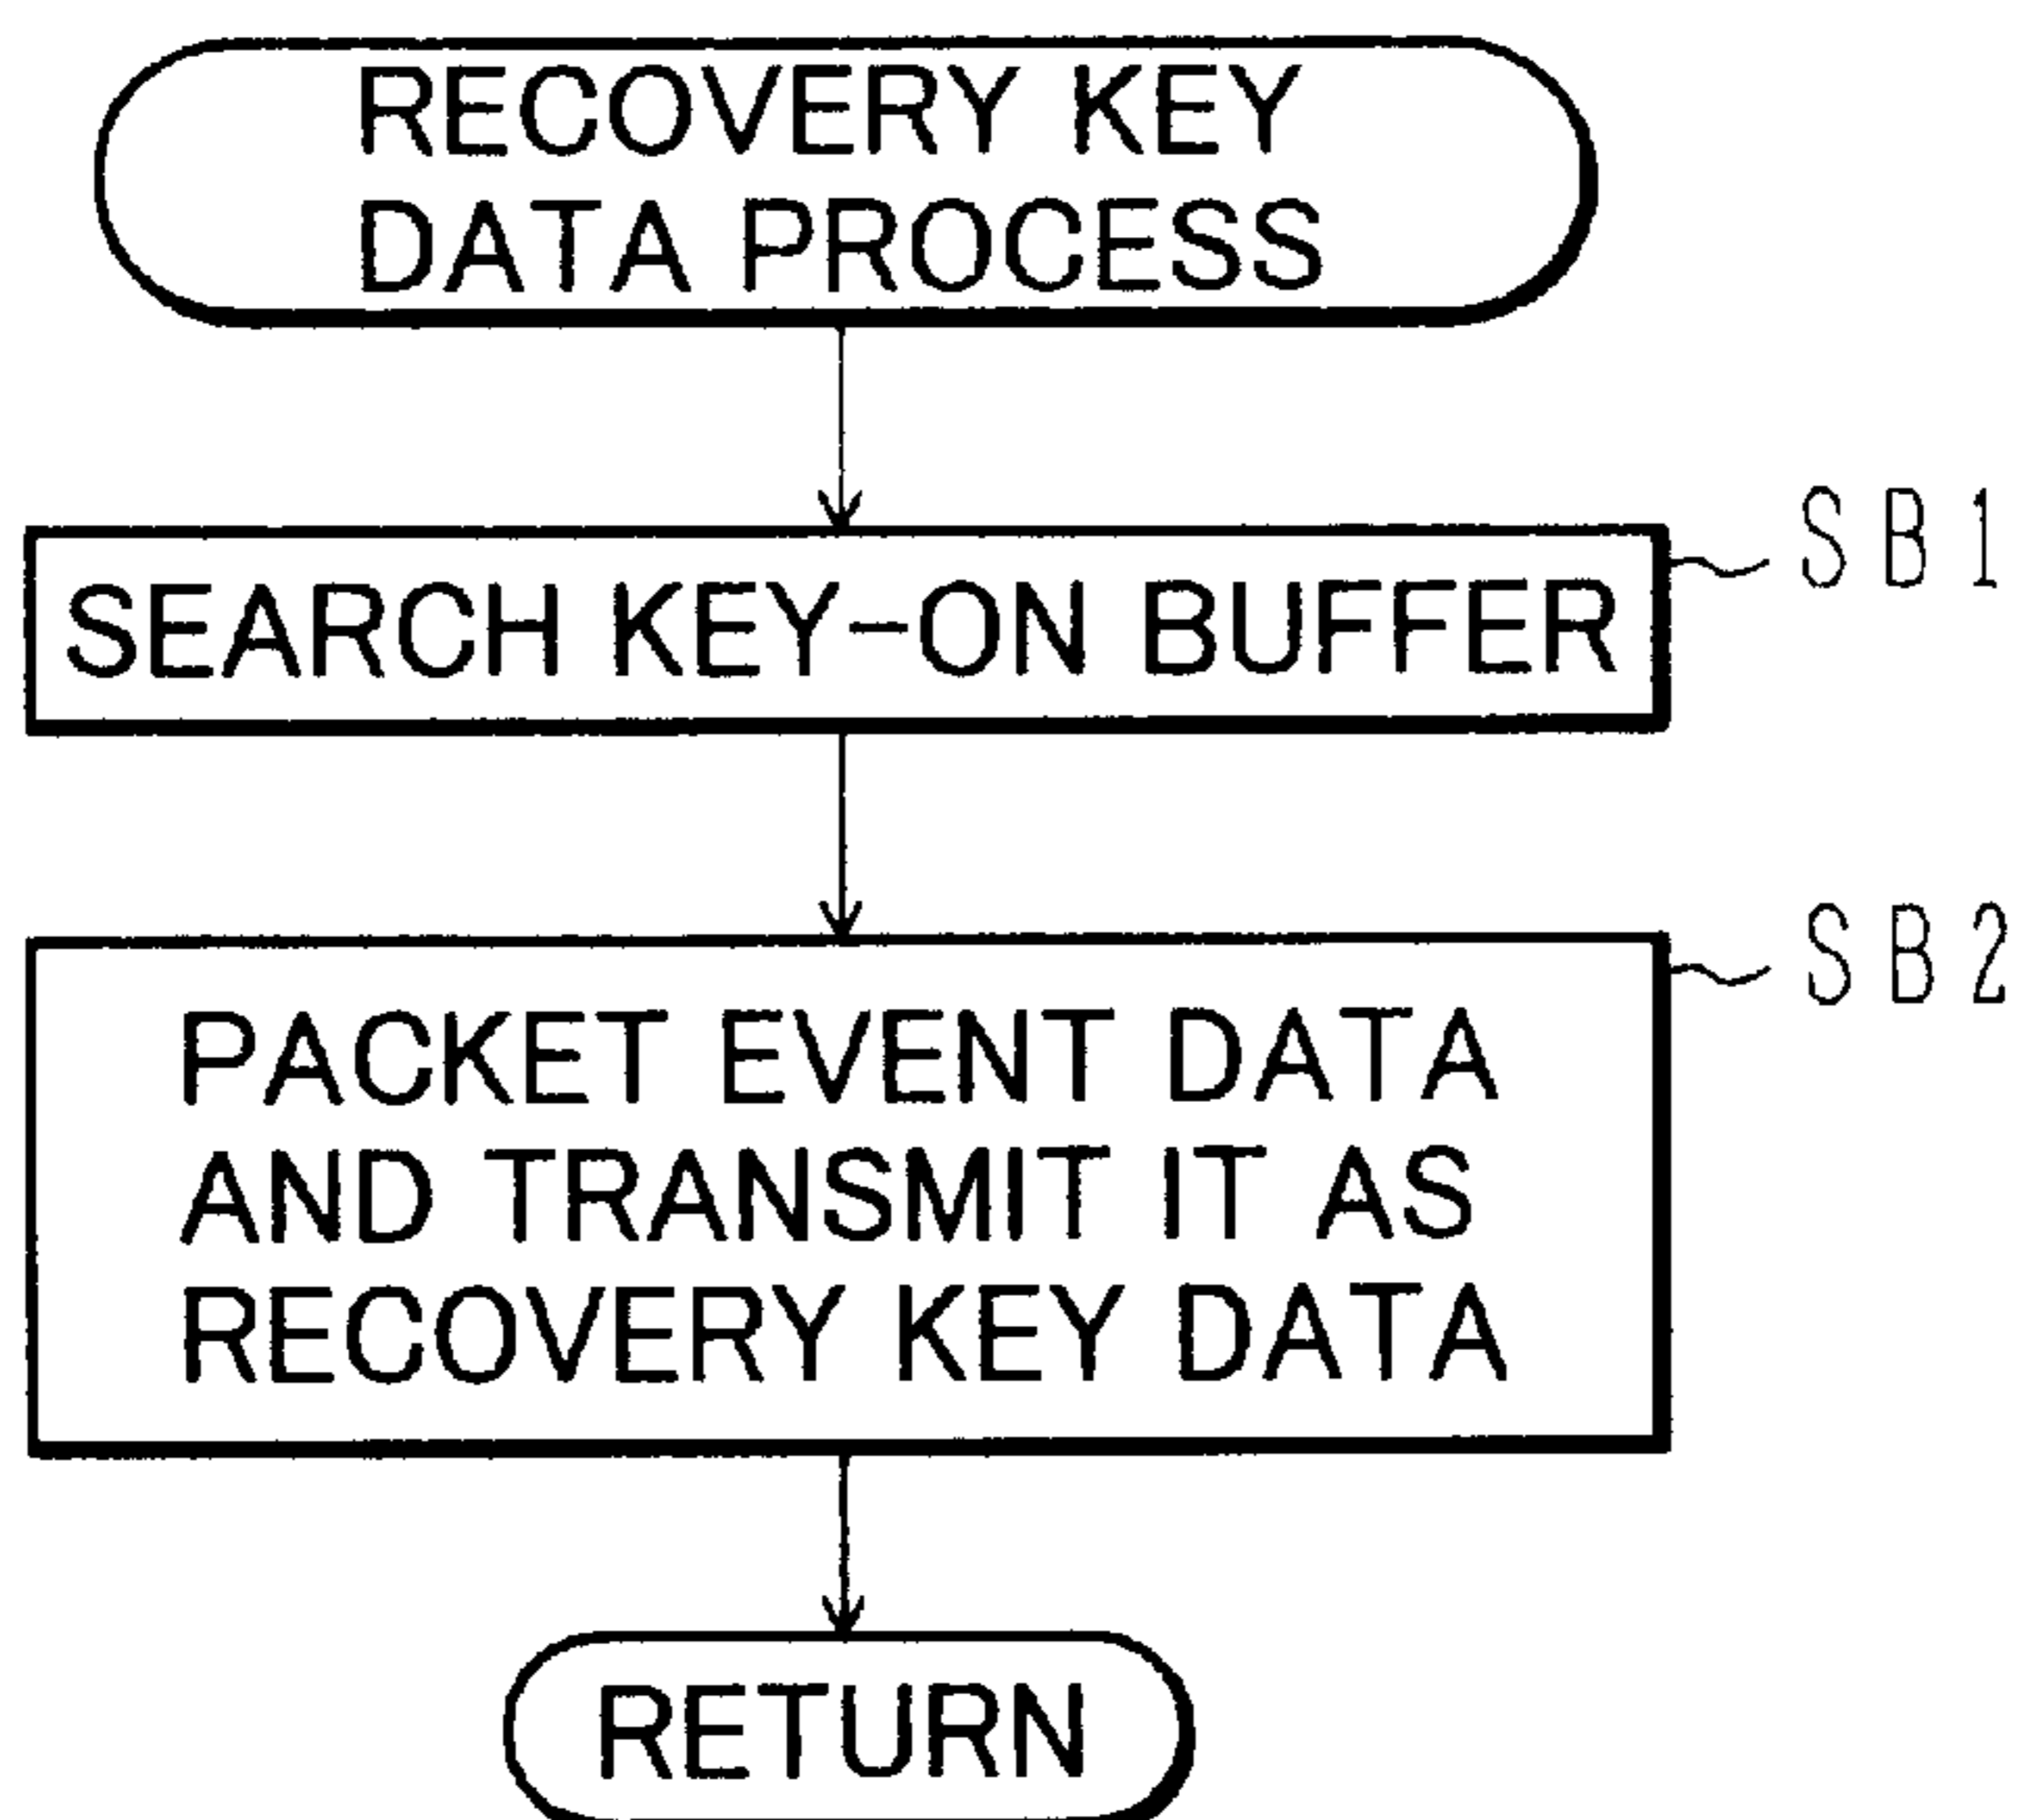 RECOVERY KEY
DATA PROCESS
SB1
SEARCH KEY-ON BUFFER
SB2
PACKET EVENT DATA
AND TRANSMIT IT AS
RECOVERY KEY DATA
RETURN